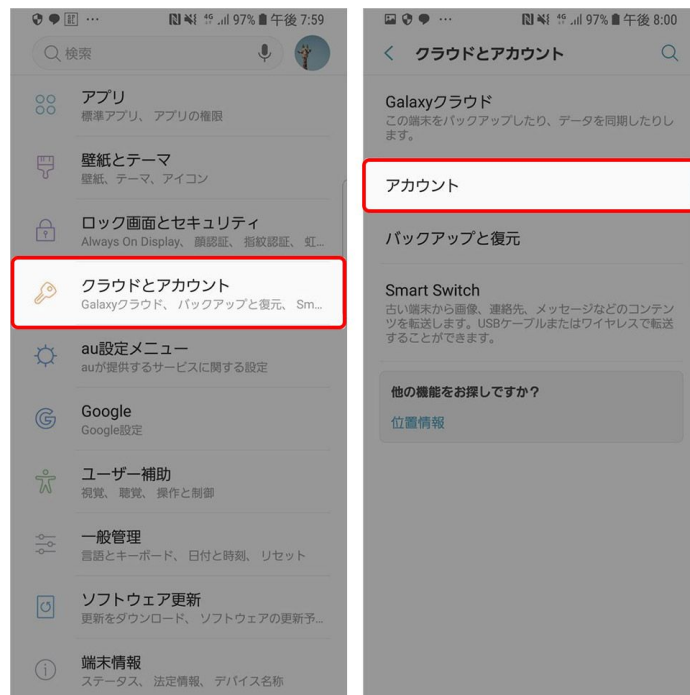 97% 午後 7:59
検索
アプリ
標準アプリ、 アプリの権限
壁紙とテーマ
壁紙、テーマ、アイコン
ロック画面とセキュリティ
Always On Display、 顔認証、 指紋認証、 虹...
クラウドとアカウント
Galaxyクラウド、 バックアップと復元、 Sm...
au設定メニュー
auが提供するサービスに関する設定
Google
Google設定
ユーザー補助
視覚、 聴覚、 操作と制御
一般管理
言語とキーボード、 日付と時刻、 リセット
ソフトウェア更新
更新をダウンロード、 ソフトウェアの更新予...
端末情報
ステータス、 法定情報、 デバイス名称
97% 午後 8:00
クラウドとアカウント
Galaxyクラウド
この端末をバックアップしたり、データを同期したりし
ます。
アカウント
バックアップと復元
Smart Switch
古い端末から画像、連絡先、メッセージなどのコンテン
ツを転送します。USBケーブルまたはワイヤレスで転送
することができます。
他の機能をお探しですか？
位置情報